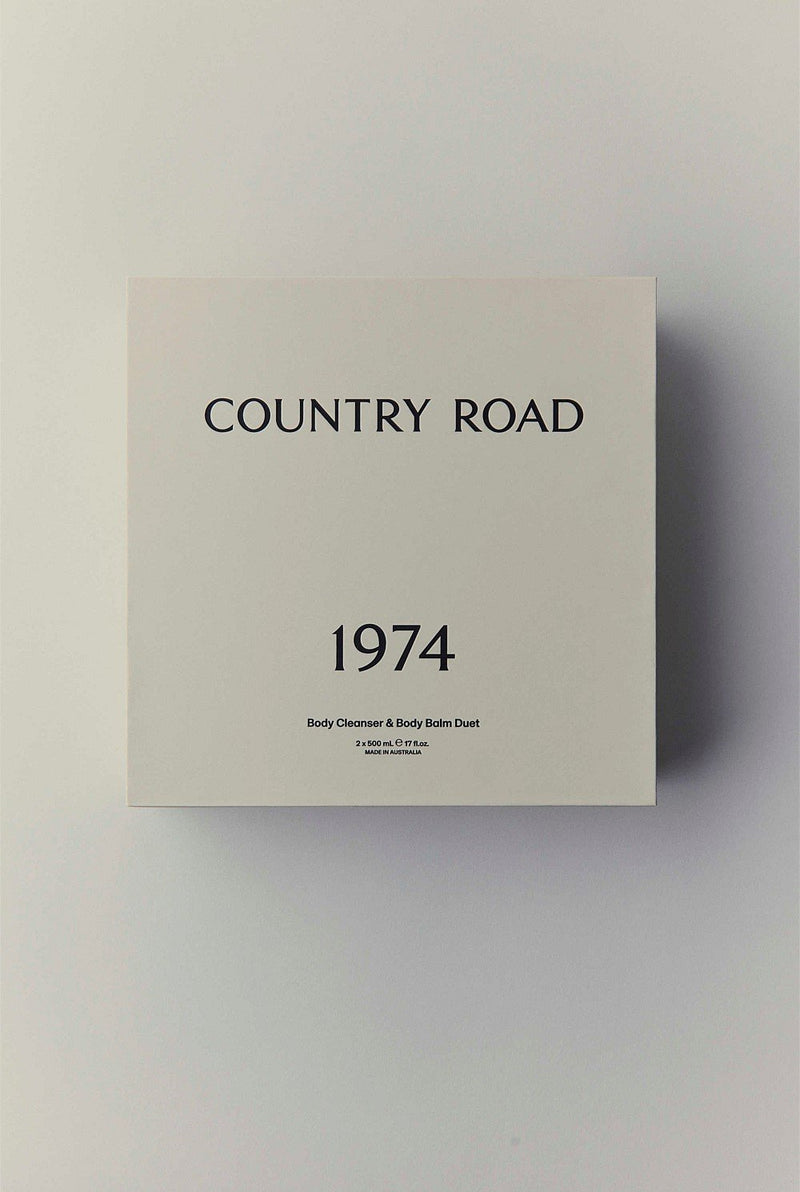 COUNTRY ROAD
1974
Body Cleanser & Body Balm Duet
2 x 500 mL ℮ 17 fl.oz.
MADE IN AUSTRALIA